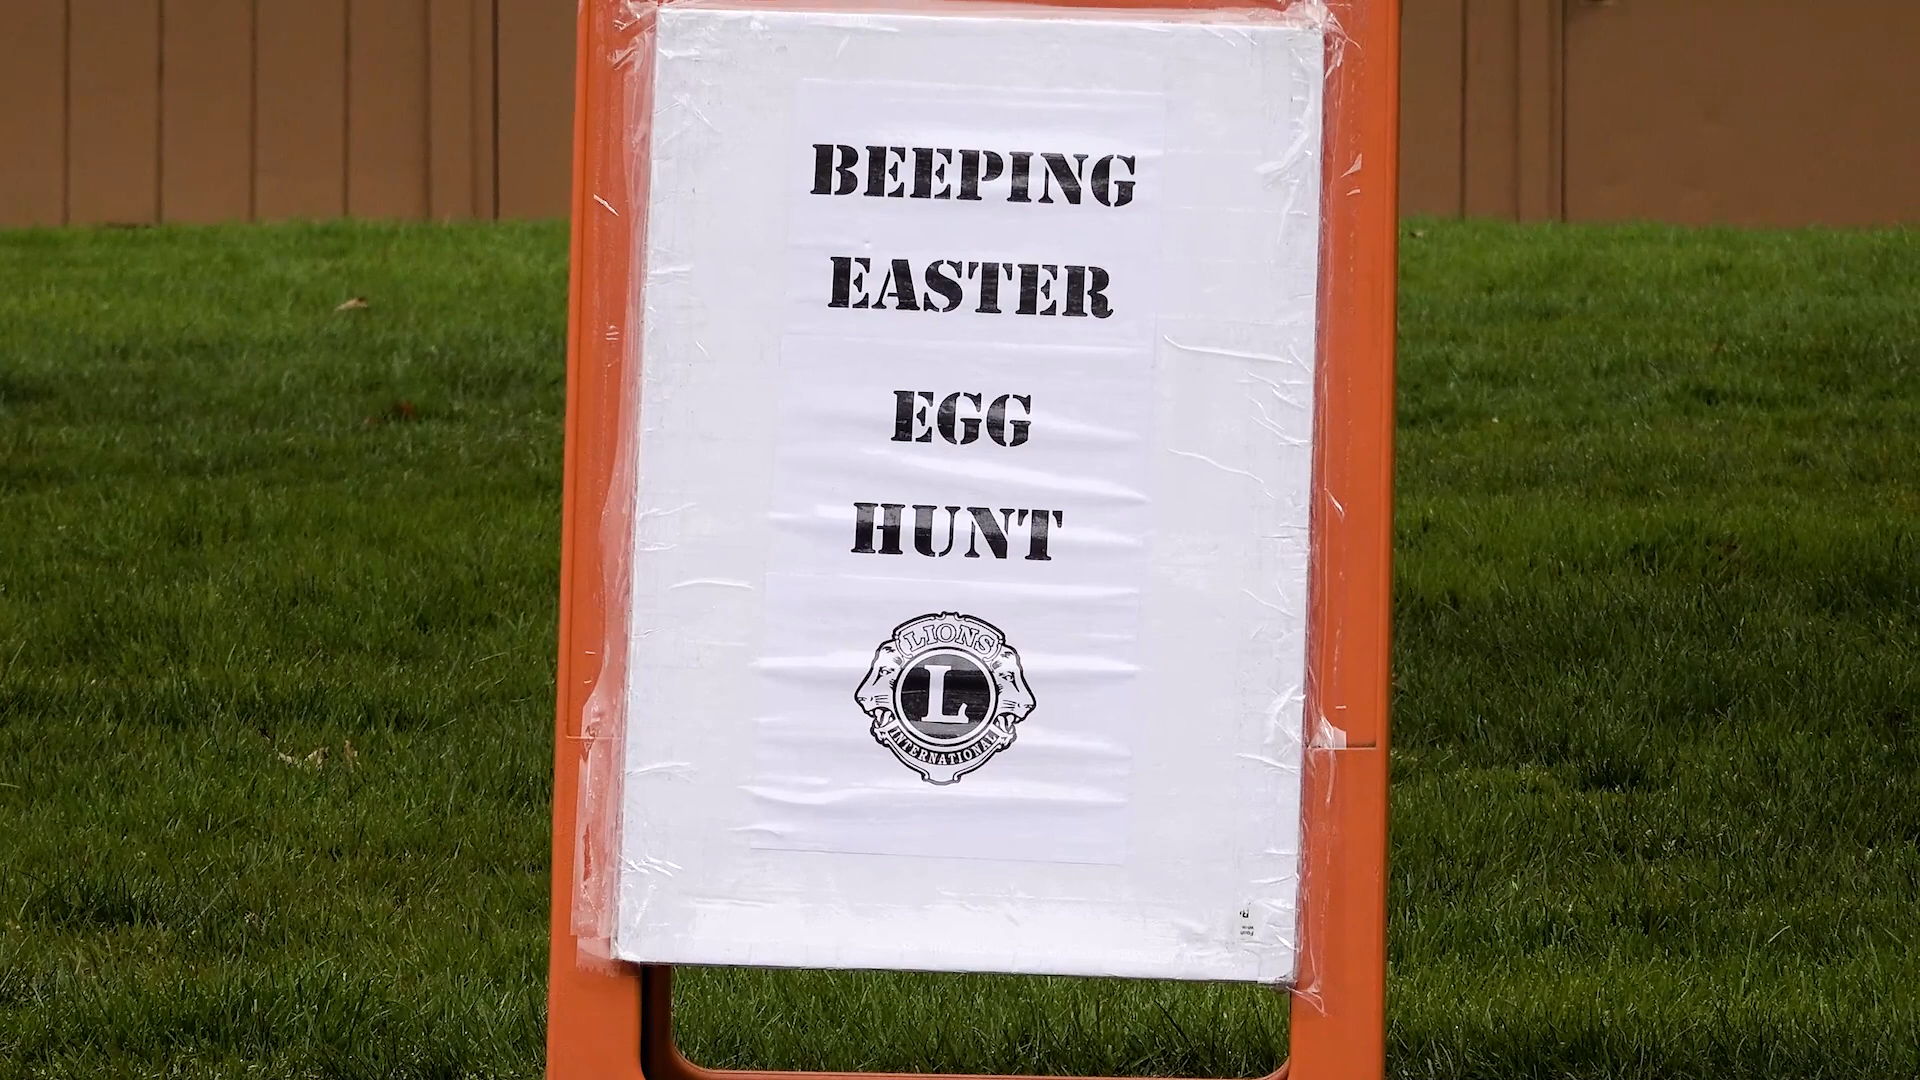 BEEPING
EASTER
EGG
HUNT
LIONS
L
INTERNATIONAL